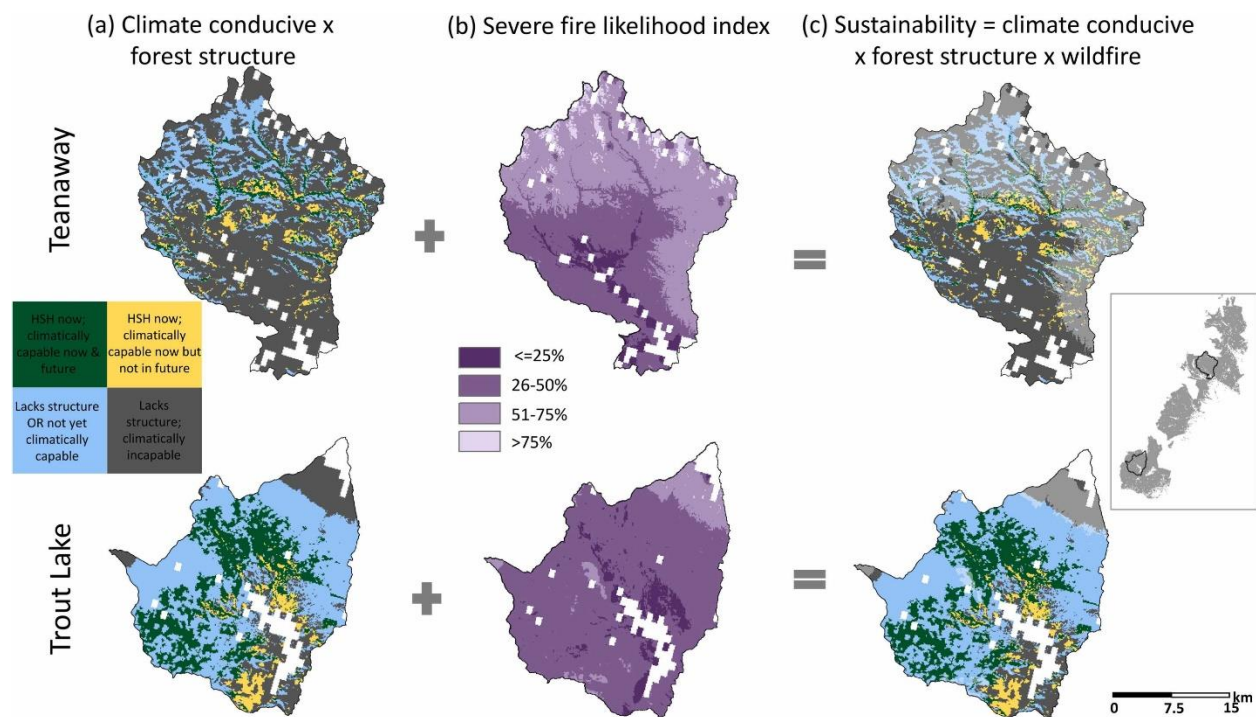 (a) Climate conducive x
forest structure
(b) Severe fire likelihood index
(c) Sustainability = climate conducive
x forest structure x wildfire
Teanaway
+
=
HSH now;
climatically
capable now &
future
HSH now;
climatically
capable now but
not in future
Lacks structure
OR not yet
climatically
capable
Lacks
structure;
climatically
incapable
<=25%
26-50%
51-75%
>75%
Trout Lake
+
=
km
0 7.5 15